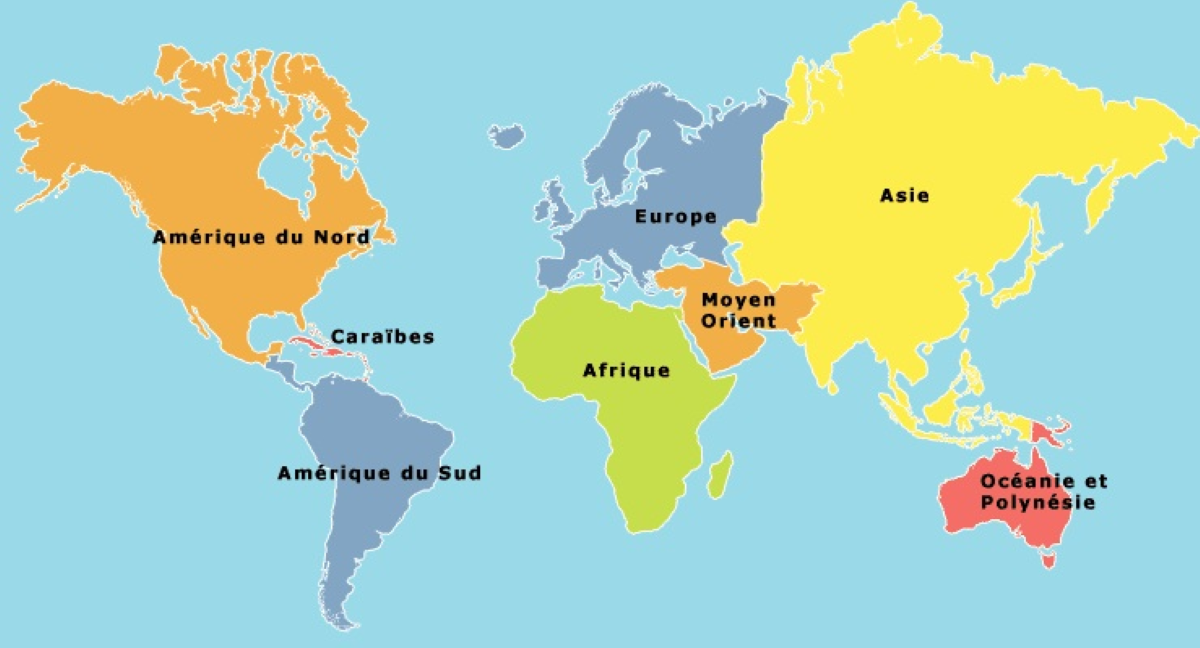 Asie
Europe
Amérique du Nord
Moyen
Orient
Caraïbes
Afrique
Amérique du Sud
Océanie et
Polynésie